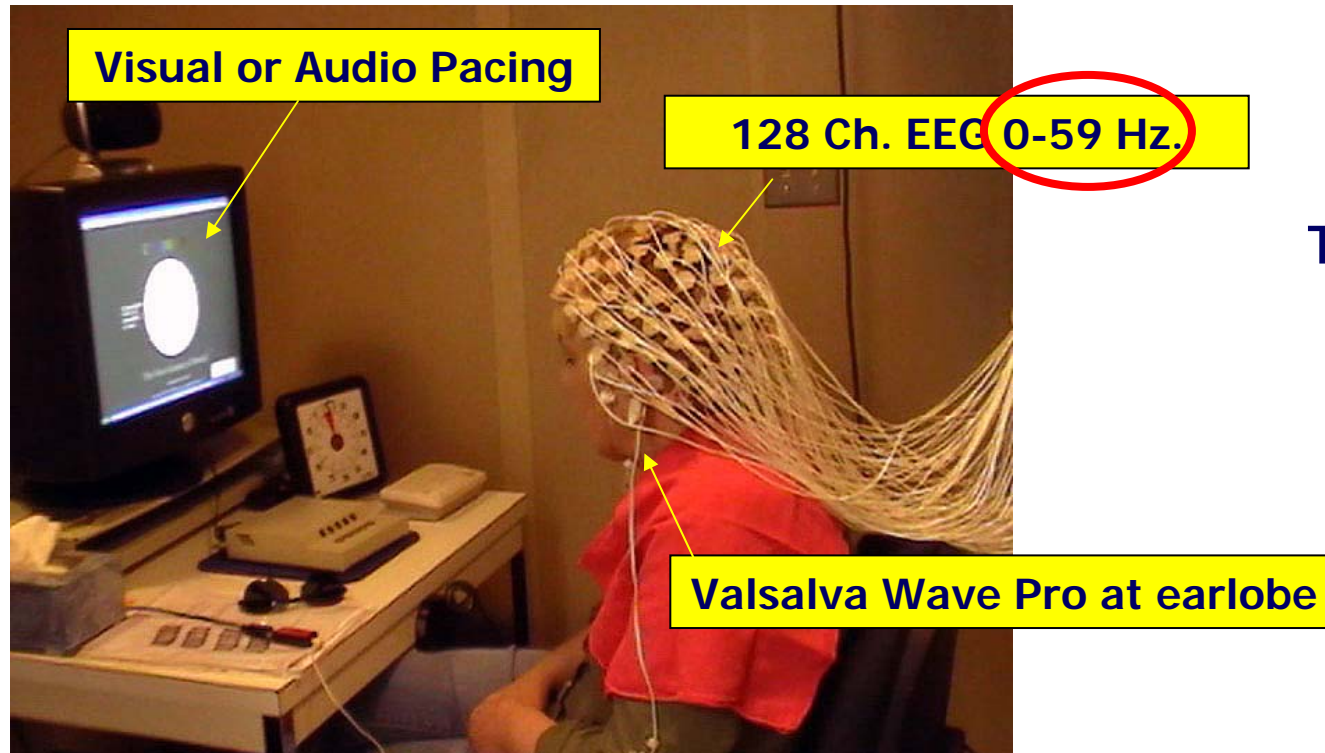 Visual or Audio Pacing
128 Ch. EEG 0-59 Hz.
T
Valsalva Wave Pro at earlobe